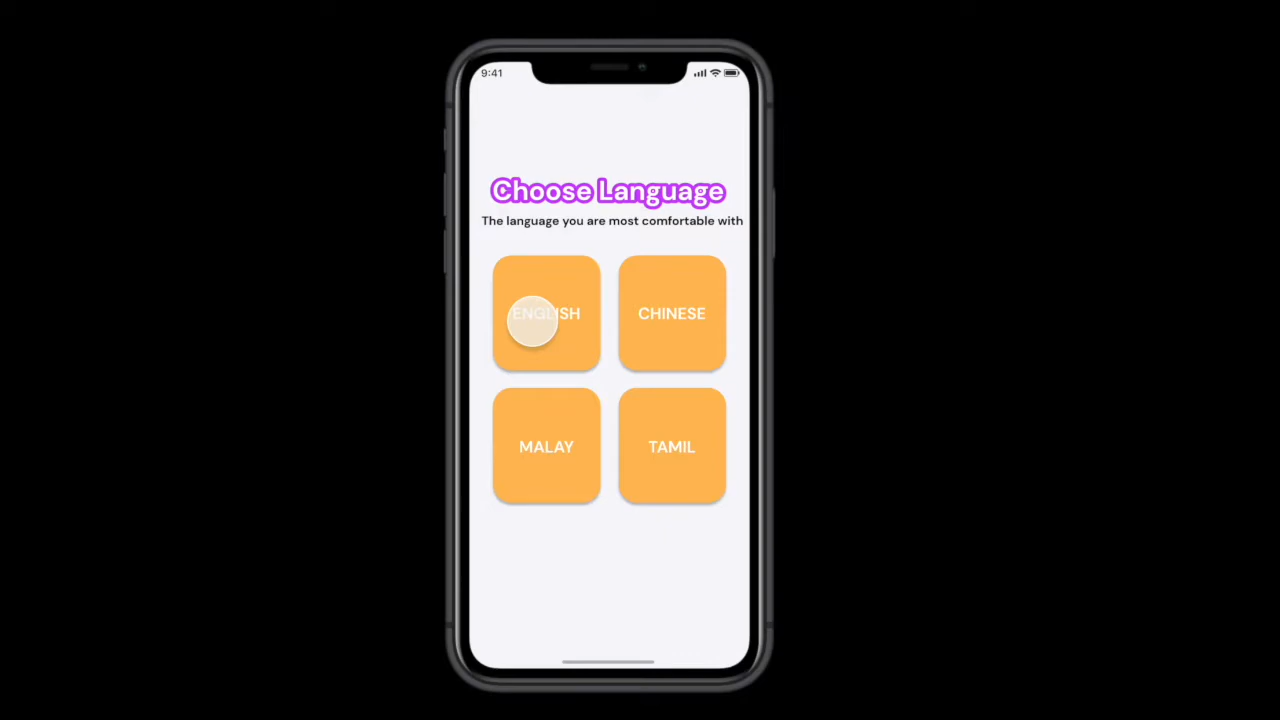 9:41
Choose Language
The language you are most comfortable with
ENGLISH
CHINESE
MALAY
TAMIL